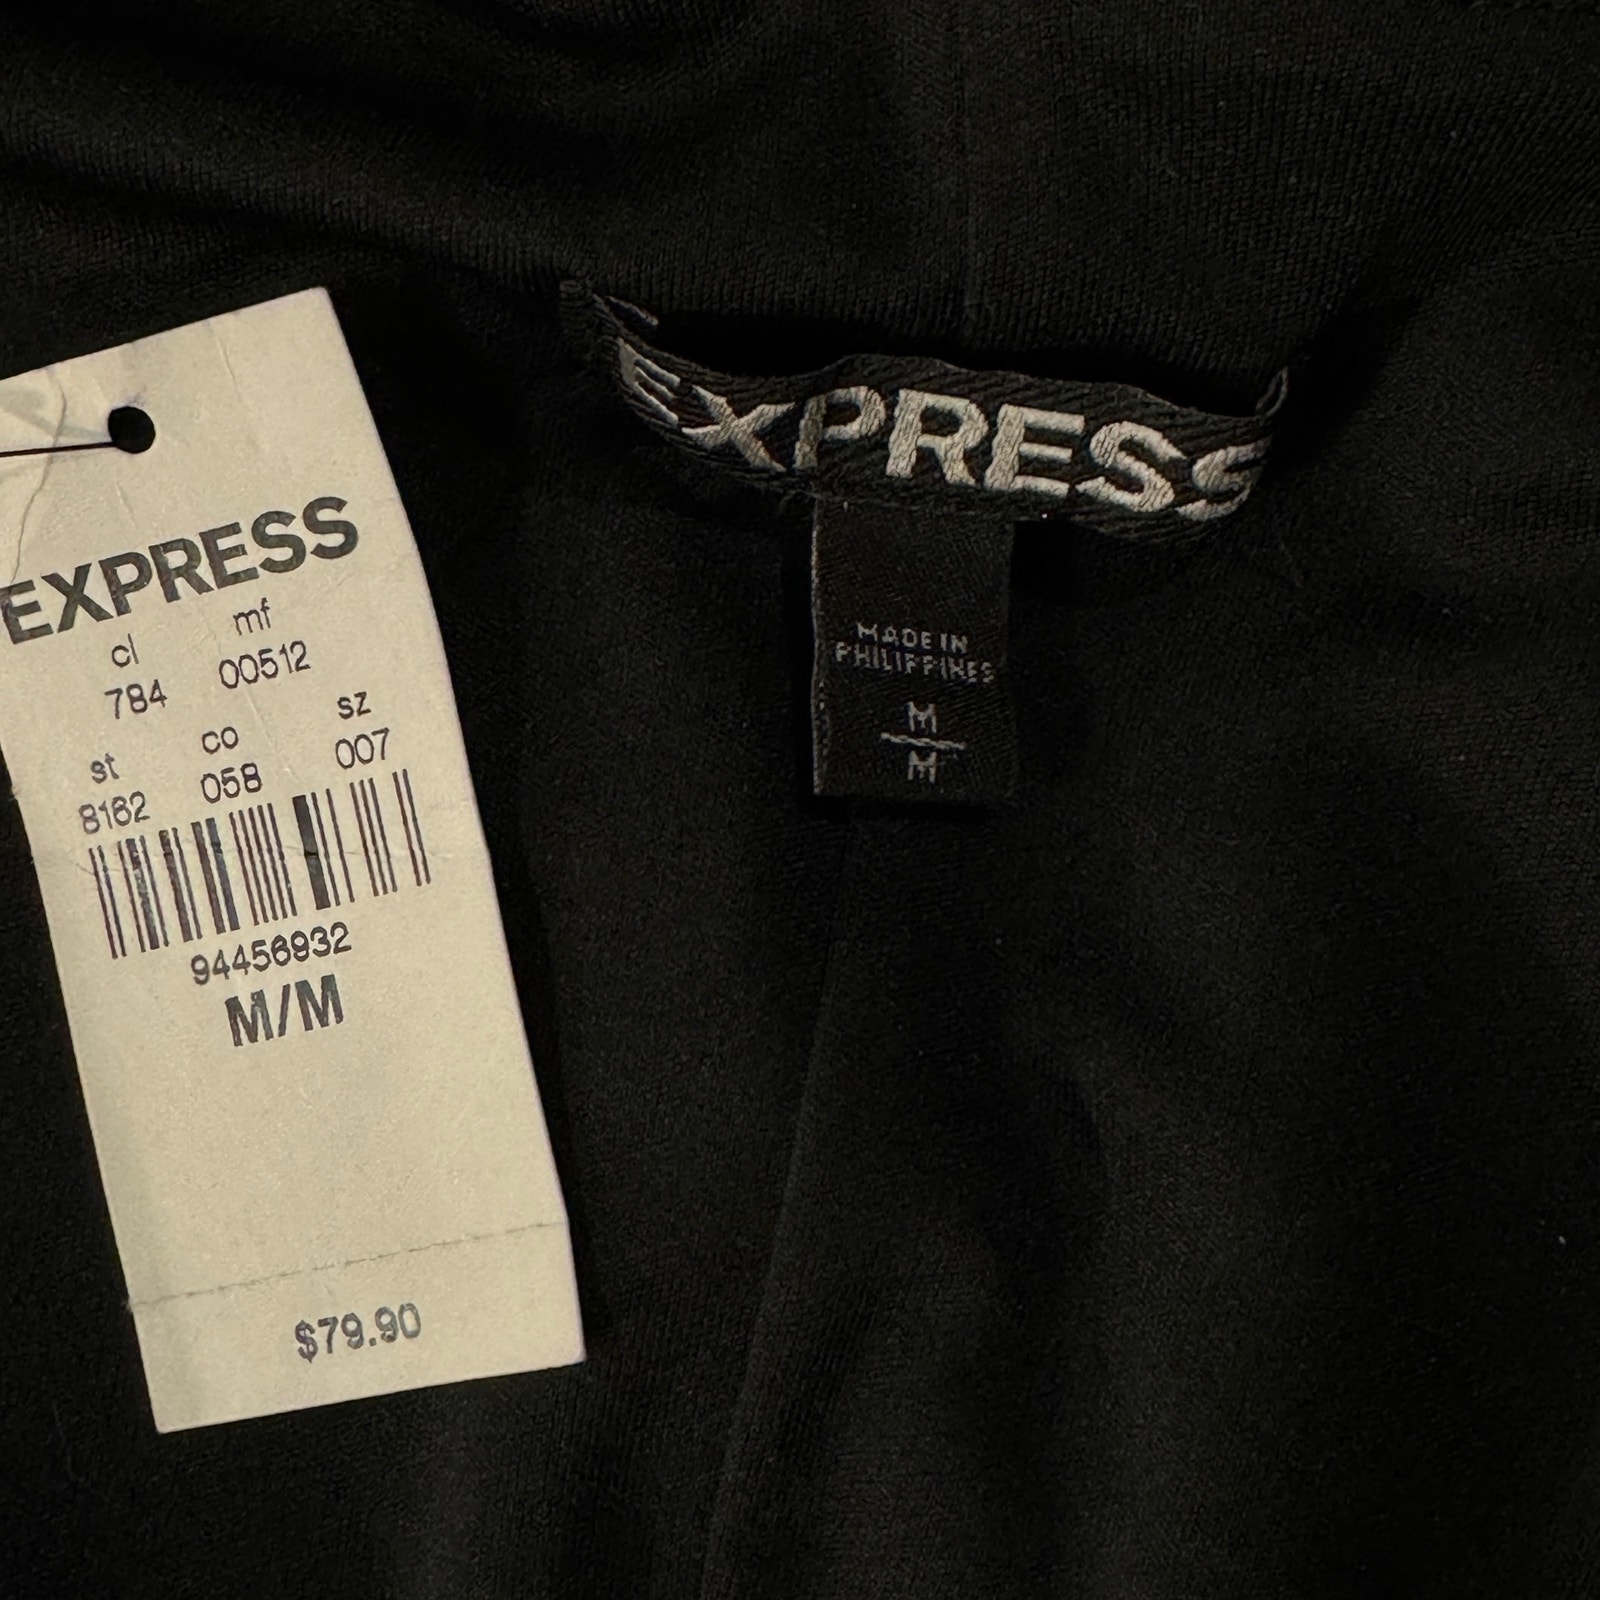 EXPRESS
cl mf
784 00512
st co sz
8162 058 007
94456932
M/M
$79.90
EXPRESS
MADE IN
PHILIPPINES
M
M